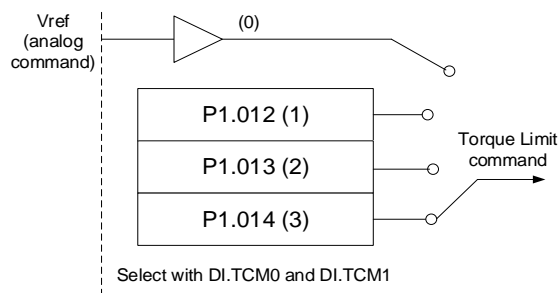 Vref
(analog
command)
(0)
P1.012 (1)
P1.013 (2)
P1.014 (3)
Torque Limit
command
Select with DI.TCM0 and DI.TCM1